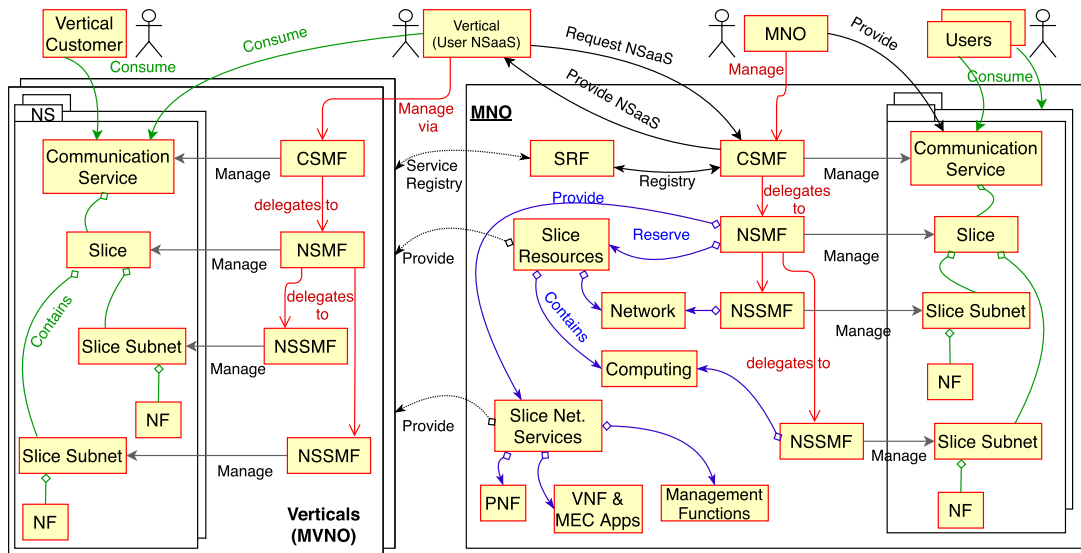 Vertical
Customer
Consume
Consume
Vertical
(User NSaaS)
Request NSaaS
Provide NSaaS
MNO
Manage
Provide
Users
Consume
Manage
via
NS
MNO
Communication
Service
Manage
CSMF
Service
Registry
SRF
Registry
CSMF
Manage
Communication
Service
delegates to
delegates
to
Provide
Slice
Manage
NSMF
Provide
Slice
Resources
Reserve
NSMF
Manage
Slice
delegates
to
Contains
Contains
Network
NSSMF
Manage
Slice Subnet
Slice Subnet
Manage
NSSMF
Computing
delegates to
NF
NF
Provide
Slice Net.
Services
Slice Subnet
Manage
NSSMF
NSSMF
Manage
Slice Subnet
NF
Verticals
(MVNO)
PNF
VNF &
MEC Apps
Management
Functions
NF